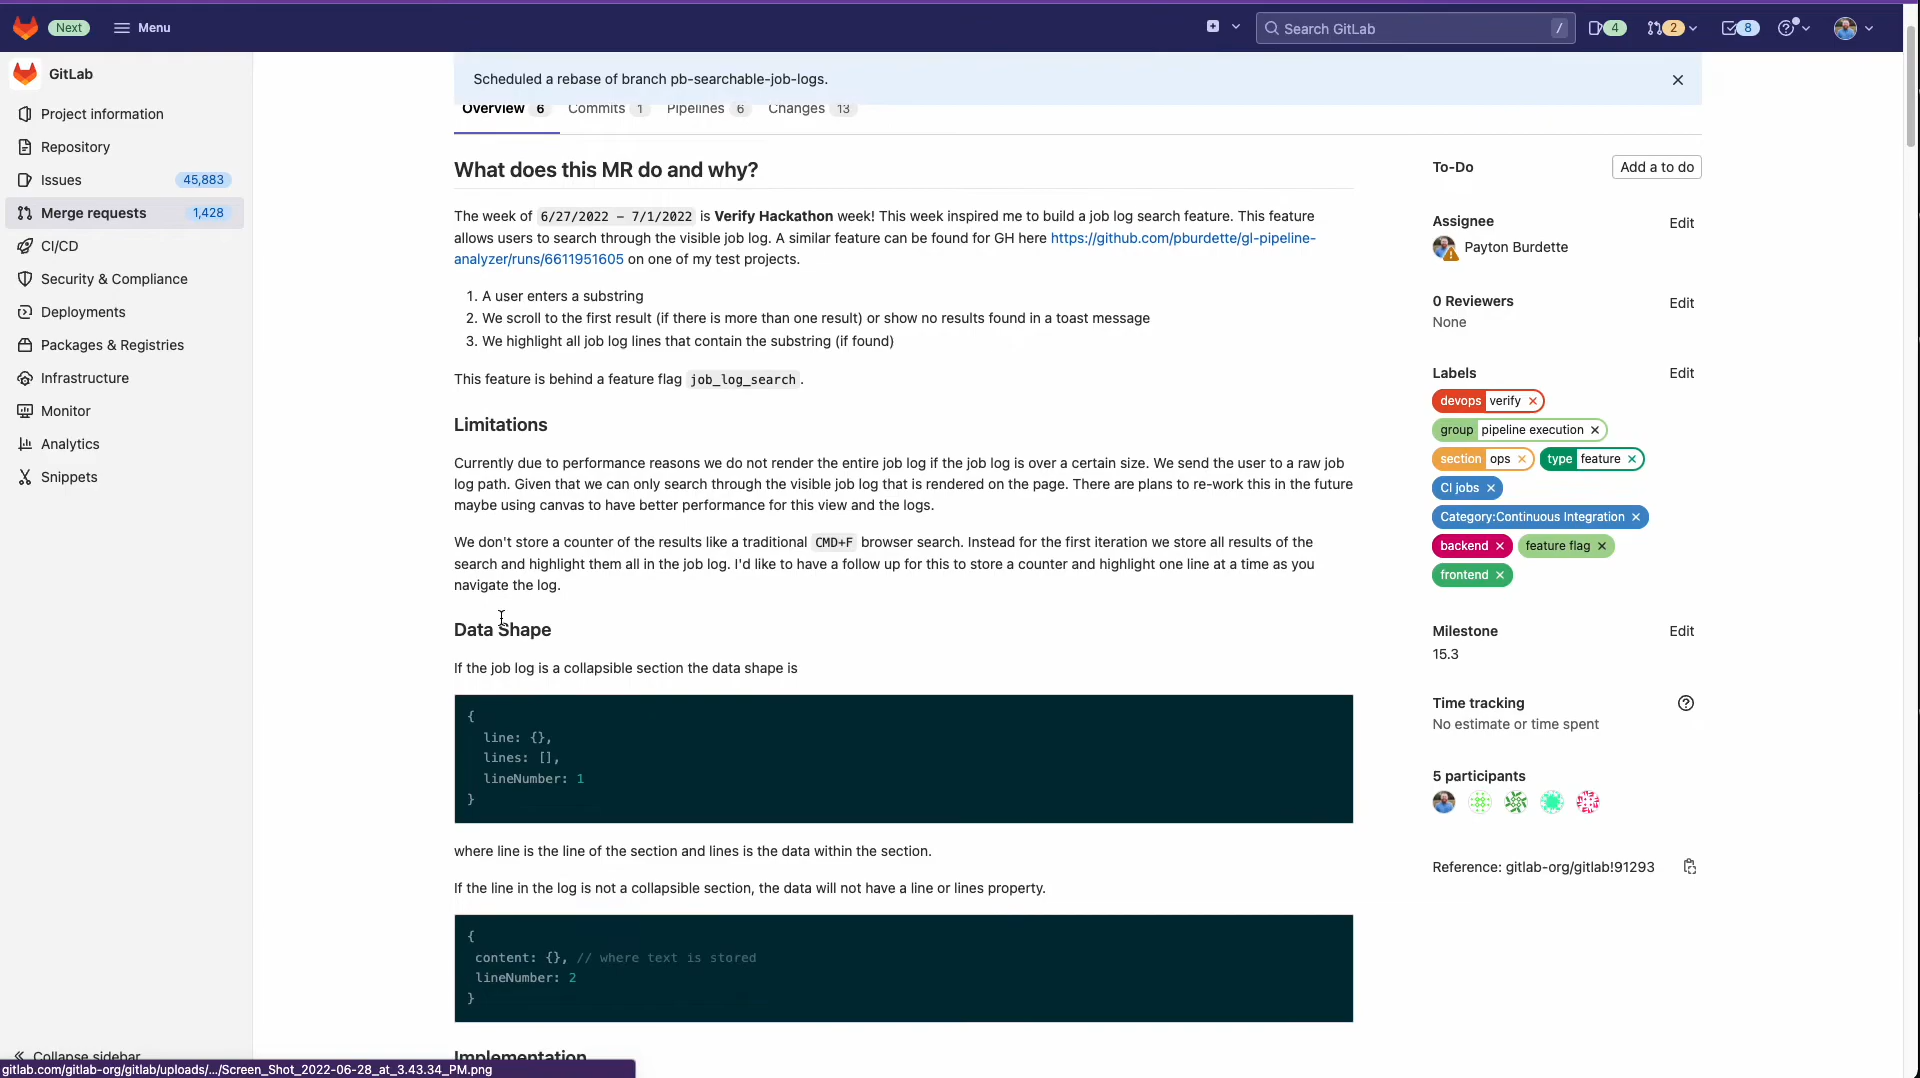 Next
Menu
Search GitLab
/
4
2
8
GitLab
Project information
Repository
Issues 45,883
Merge requests 1,428
CI/CD
Security & Compliance
Deployments
Packages & Registries
Infrastructure
Monitor
Analytics
Snippets
Collapse sidebar
Scheduled a rebase of branch pb-searchable-job-logs.
Overview 6 Commits 1 Pipelines 6 Changes 13
What does this MR do and why?
The week of 6/27/2022 – 7/1/2022 is Verify Hackathon week! This week inspired me to build a job log search feature. This feature
allows users to search through the visible job log. A similar feature can be found for GH here https://github.com/pburdette/gl-pipeline-
analyzer/runs/6611951605 on one of my test projects.
1. A user enters a substring
2. We scroll to the first result (if there is more than one result) or show no results found in a toast message
3. We highlight all job log lines that contain the substring (if found)
This feature is behind a feature flag job_log_search.
Limitations
Currently due to performance reasons we do not render the entire job log if the job log is over a certain size. We send the user to a raw job
log path. Given that we can only search through the visible job log that is rendered on the page. There are plans to re-work this in the future
maybe using canvas to have better performance for this view and the logs.
We don't store a counter of the results like a traditional CMD+F browser search. Instead for the first iteration we store all results of the
search and highlight them all in the job log. I'd like to have a follow up for this to store a counter and highlight one line at a time as you
navigate the log.
Data Shape
If the job log is a collapsible section the data shape is
{
line: {},
lines: [],
lineNumber: 1
}
where line is the line of the section and lines is the data within the section.
If the line in the log is not a collapsible section, the data will not have a line or lines property.
{
content: {}, // where text is stored
lineNumber: 2
}
Implementation
To-Do
Add a to do
Assignee Edit
Payton Burdette
0 Reviewers Edit
None
Labels Edit
devops verify ×
group pipeline execution ×
section ops × type feature ×
CI jobs ×
Category:Continuous Integration ×
backend × feature flag ×
frontend ×
Milestone Edit
15.3
Time tracking
No estimate or time spent
5 participants
Reference: gitlab-org/gitlab!91293
gitlab.com/gitlab-org/gitlab/uploads/.../Screen_Shot_2022-06-28_at_3.43.34_PM.png